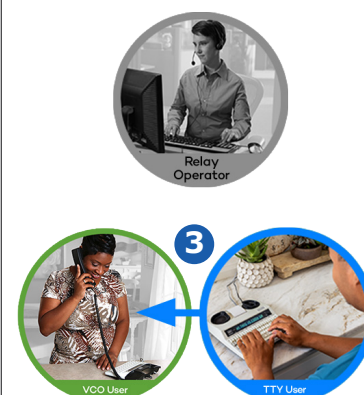 Relay
Operator
3
VCO User
TTY User